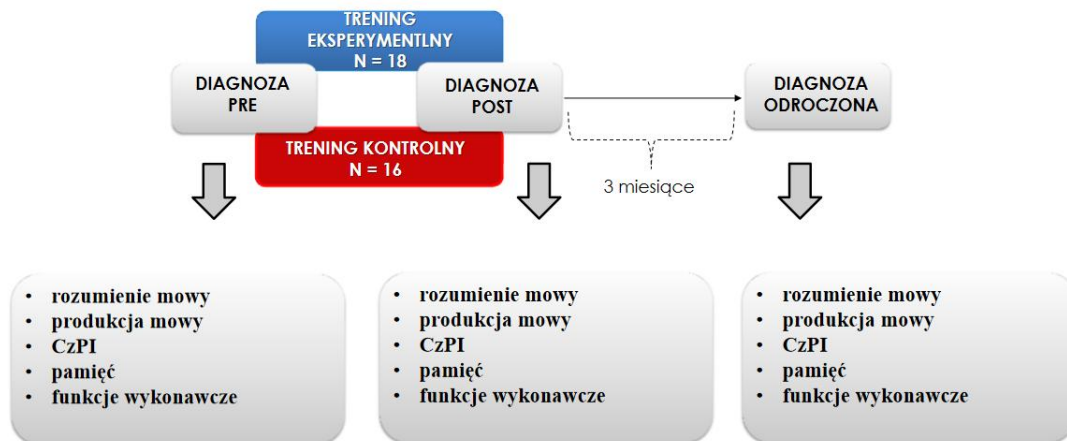 TRENING
EKSPERYMENTLNY
N = 18
DIAGNOZA
PRE
DIAGNOZA
POST
DIAGNOZA
ODROCZONA
TRENING KONTROLNY
N = 16
3 miesiące
• rozumienie mowy
• produkcja mowy
• CzPI
• pamięć
• funkcje wykonawcze
• rozumienie mowy
• produkcja mowy
• CzPI
• pamięć
• funkcje wykonawcze
• rozumienie mowy
• produkcja mowy
• CzPI
• pamięć
• funkcje wykonawcze